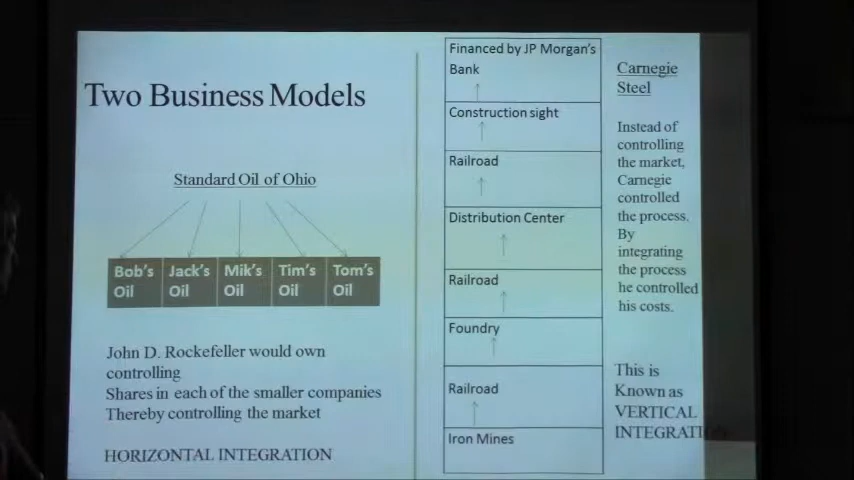 Two Business Models
Standard Oil of Ohio
Bob's Jack's Mik's Tim's Tom's
Oil Oil Oil Oil Oil
John D. Rockefeller would own
controlling
Shares in each of the smaller companies
Thereby controlling the market
HORIZONTAL INTEGRATION
Financed by JP Morgan's
Bank
Construction sight
Railroad
Distribution Center
Railroad
Foundry
Railroad
Iron Mines
Carnegie
Steel
Instead of
controlling
the market,
Carnegie
controlled
the process.
By
integrating
the process
he controlled
his costs.
This is
Known as
VERTICAL
INTEGRATION